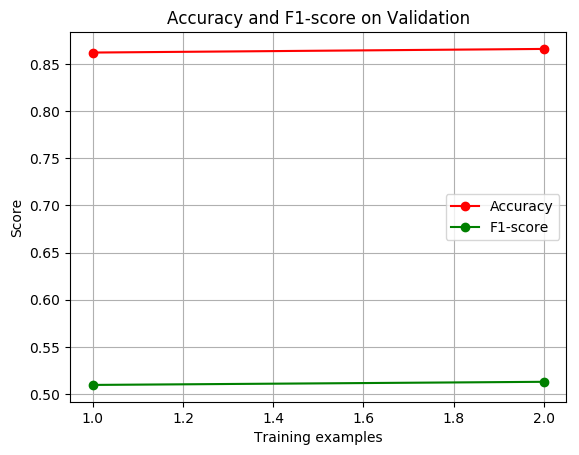 Accuracy and F1-score on Validation
0.85
0.80
0.75
0.70
0.65
0.60
0.55
0.50
Score
Accuracy
F1-score
1.0 1.2 1.4 1.6 1.8 2.0
Training examples